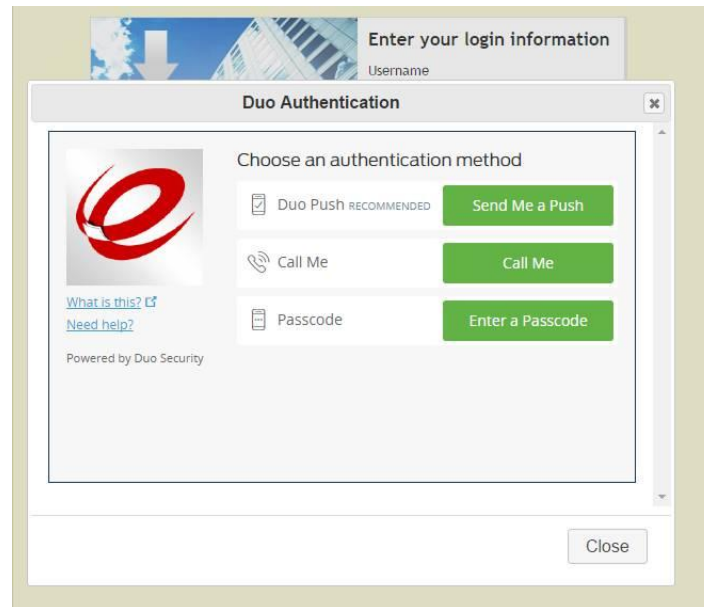 Enter your login information
Username
Duo Authentication
Choose an authentication method
Duo Push RECOMMENDED
Send Me a Push
Call Me
Call Me
Passcode
Enter a Passcode
What is this?
Need help?
Powered by Duo Security
Close